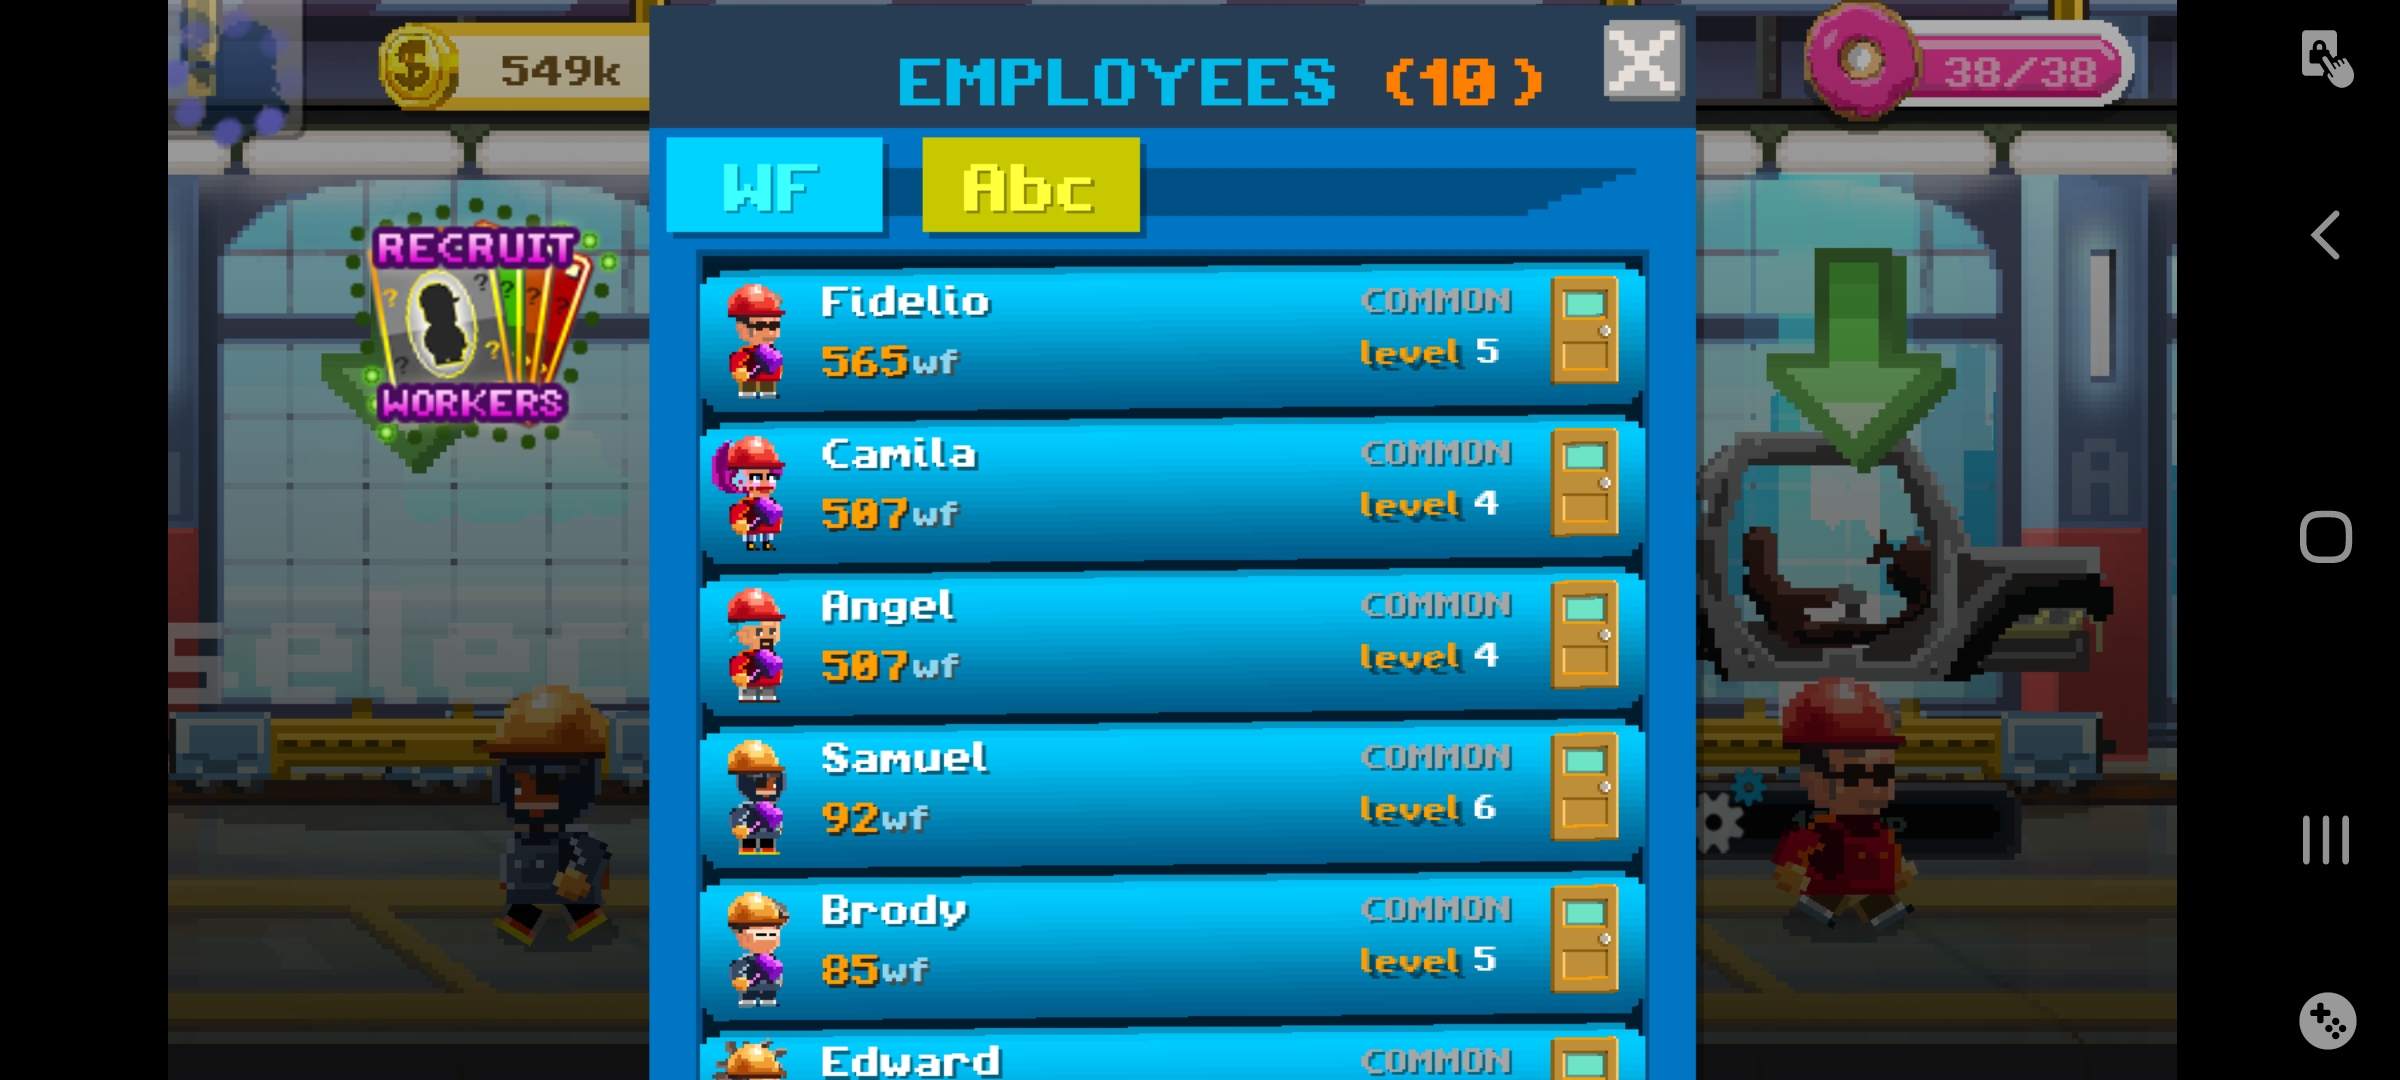 549k
EMPLOYEES (10)
38/38
WF
Abc
RECRUIT
WORKERS
Fidelio
COMMON
565wf
level 5
Camila
COMMON
507wf
level 4
Angel
COMMON
507wf
level 4
Samuel
COMMON
92wf
level 6
Brody
COMMON
85wf
level 5
Edward
COMMON
A